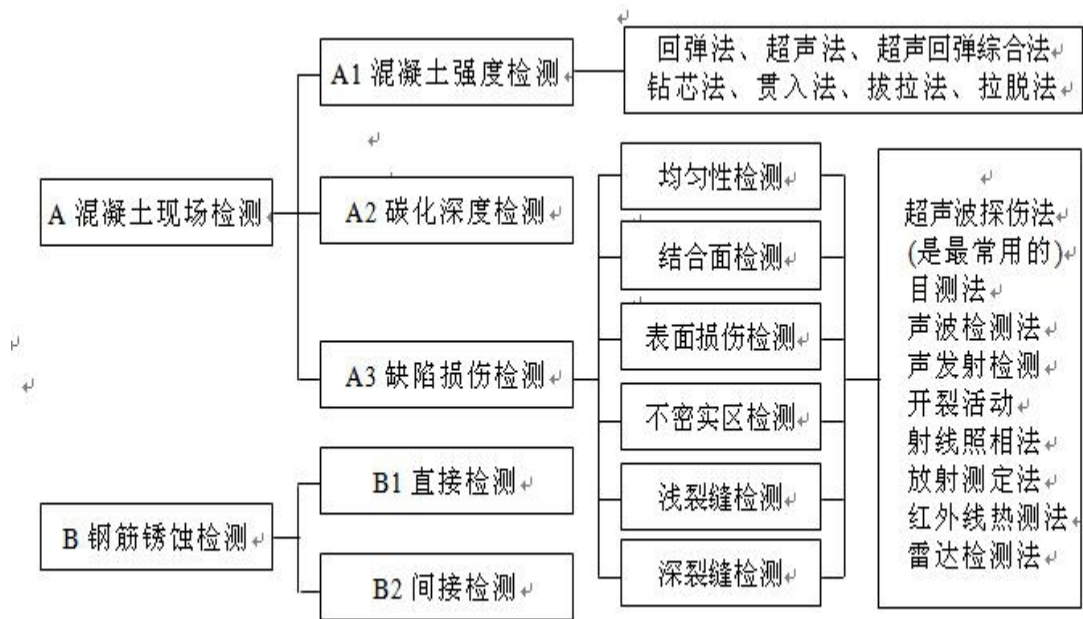 A1 混凝土强度检测
回弹法、超声法、超声回弹综合法
钻芯法、贯入法、拔拉法、拉脱法
A 混凝土现场检测
A2 碳化深度检测
A3 缺陷损伤检测
均匀性检测
结合面检测
表面损伤检测
不密实区检测
浅裂缝检测
深裂缝检测
超声波探伤法
(是最常用的)
目测法
声波检测法
声发射检测
开裂活动
射线照相法
放射测定法
红外线热测法
雷达检测法
B 钢筋锈蚀检测
B1 直接检测
B2 间接检测